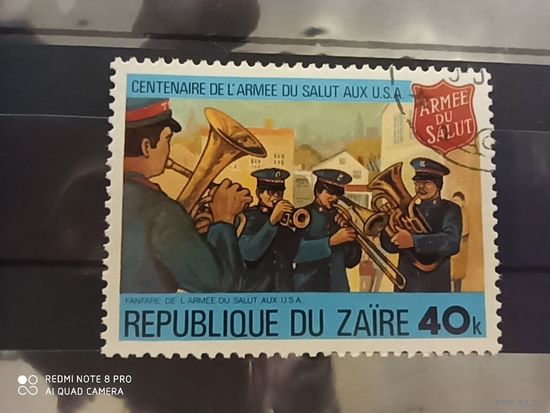 CENTENAIRE DE L'ARMEE DU SALUT AUX U.S.A.
ARMEE
DU
SALUT
FANFARE DE L'ARMEE DU SALUT AUX U.S.A.
REPUBLIQUE DU ZAÏRE 40K
REDMI NOTE 8 PRO
AI QUAD CAMERA